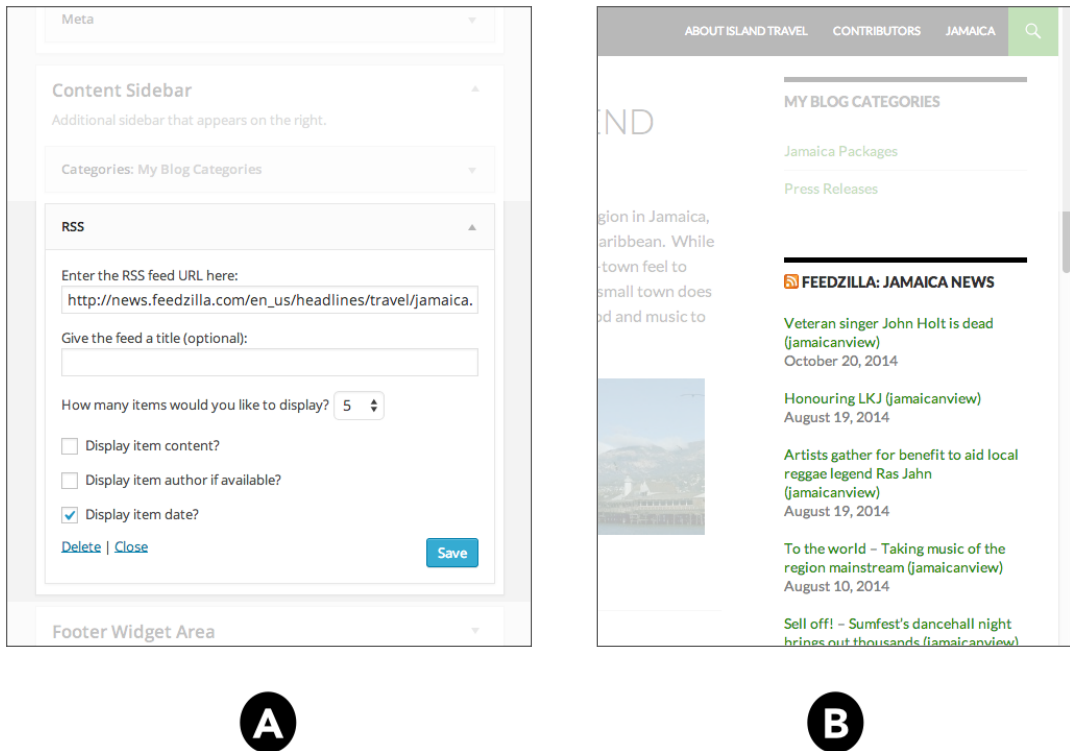 Meta
Content Sidebar
Additional sidebar that appears on the right.
Categories: My Blog Categories
RSS
Enter the RSS feed URL here:
http://news.feedzilla.com/en_us/headlines/travel/jamaica.
Give the feed a title (optional):
How many items would you like to display? 5
Display item content?
Display item author if available?
Display item date?
Delete | Close
Save
Footer Widget Area
A
ABOUT ISLAND TRAVEL CONTRIBUTORS JAMAICA
END
gion in Jamaica,
aribbean. While
-town feel to
small town does
od and music to
MY BLOG CATEGORIES
Jamaica Packages
Press Releases
FEEDZILLA: JAMAICA NEWS
Veteran singer John Holt is dead
(jamaicanview)
October 20, 2014
Honouring LKJ (jamaicanview)
August 19, 2014
Artists gather for benefit to aid local
reggae legend Ras Jahn
(jamaicanview)
August 19, 2014
To the world – Taking music of the
region mainstream (jamaicanview)
August 10, 2014
Sell off! – Sumfest's dancehall night
brings out thousands (jamaicanview)
B